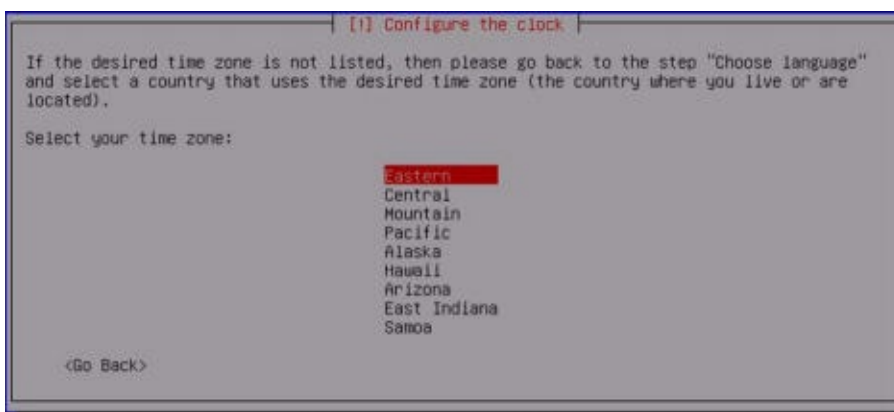 [!] Configure the clock
If the desired time zone is not listed, then please go back to the step "Choose language"
and select a country that uses the desired time zone (the country where you live or are
located).
Select your time zone:
Eastern
Central
Mountain
Pacific
Alaska
Hawaii
Arizona
East Indiana
Samoa
<Go Back>